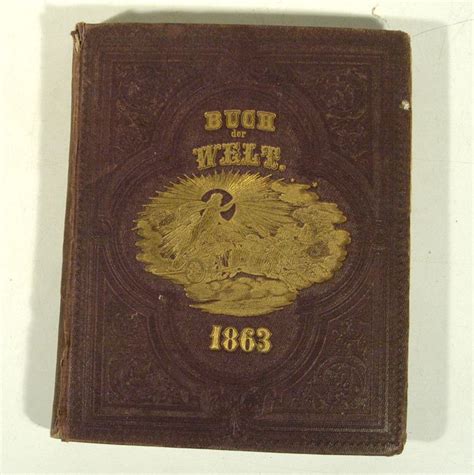 BUCH
der
WELT.
1863